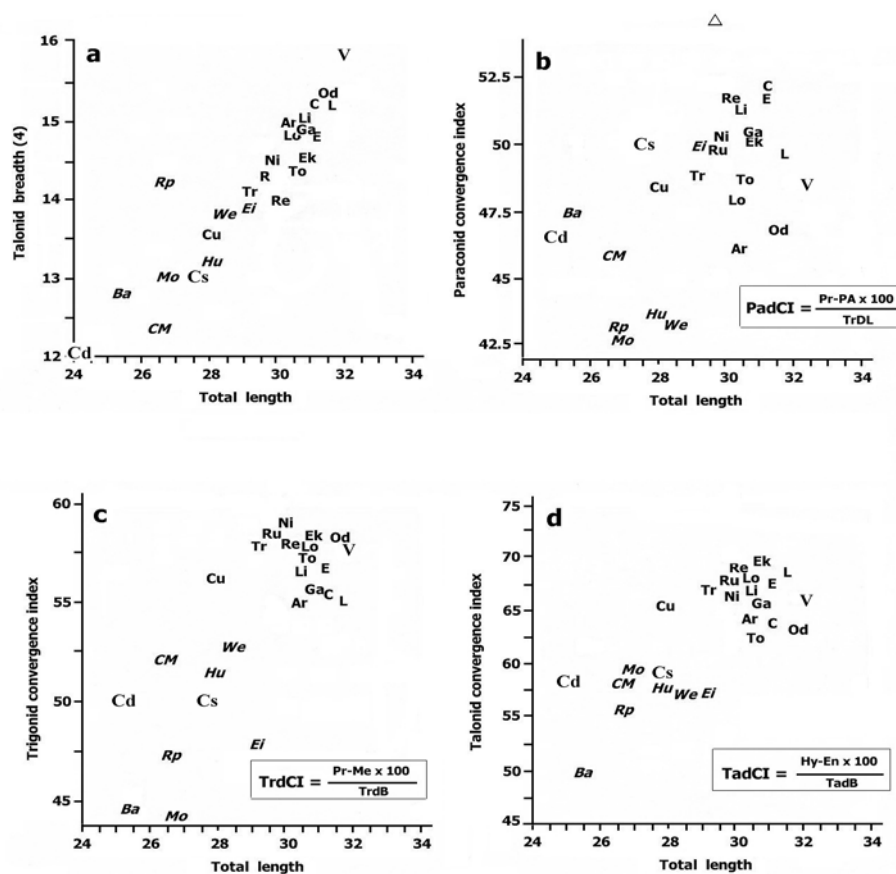 a
Talonid breadth (4)
16
15
14
13
12
V
Od
C L
Li
Ar
Ga
Lo E
Ni Ek
R To
Rp
Tr
Re
We Ei
Cu
Hu
Mo Cs
Ba
CM
Cd
24 26 28 30 32 34
Total length
△
b
Paraconid convergence index
52.5
50
47.5
45
42.5
C
Re E
Li
Ni Ga
Cs Ei Ru Ek
L
Tr To
Cu V
Lo
Ba
Cd Od
CM Ar
Hu
Rp We
Mo
PadCI = Pr-PA x 100
TrDL
24 26 28 30 32 34
Total length
c
Trigonid convergence index
60
55
50
45
Ni
Ru Ek Od
Tr Re Lo V
To
Li E
Cu
Ga C
Ar L
We
CM
Hu
Cd Cs
Ei
Rp
Ba
Mo
TrdCI = Pr-Me x 100
TrdB
24 26 28 30 32 34
Total length
d
Talonid convergence index
75
70
65
60
55
50
45
Ek
Re L
Ru Lo E
Tr Li
Ni Ga V
Cu
Ar C
To Od
Mo Cs
Cd CM Hu
We Ei
Rp
Ba
TadCI = Hy-En x 100
TadB
24 26 28 30 32 34
Total length